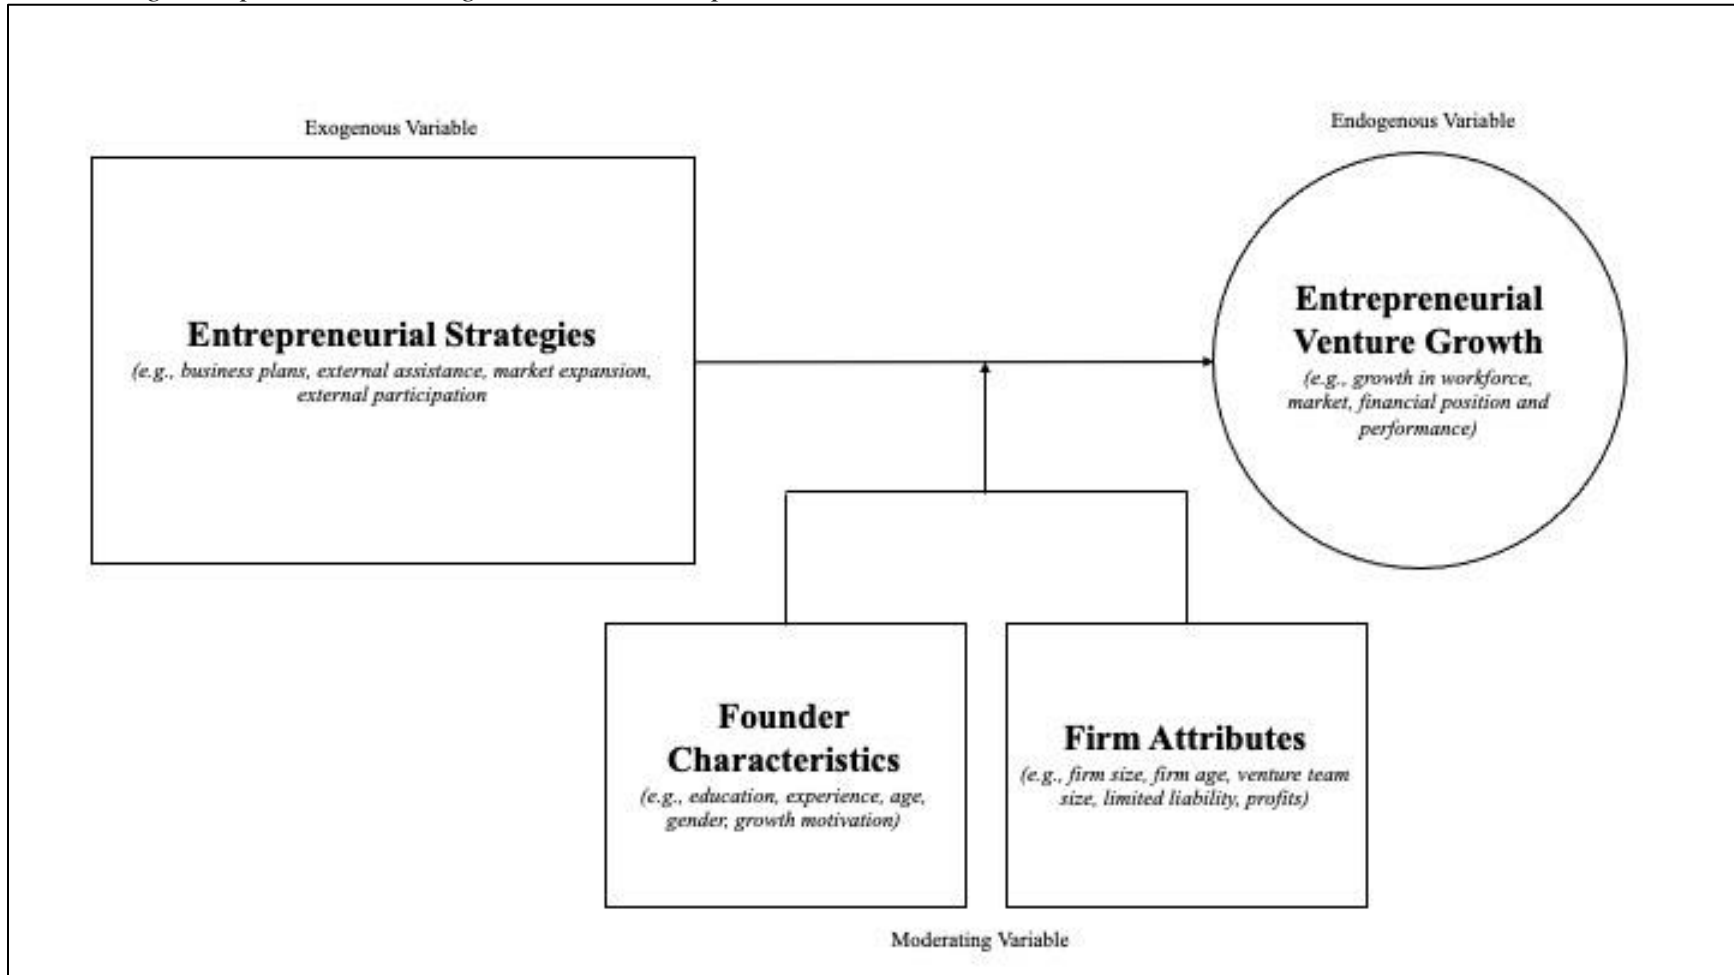 Exogenous Variable
Endogenous Variable
Entrepreneurial Strategies
(e.g., business plans, external assistance, market expansion,
external participation
Entrepreneurial
Venture Growth
(e.g., growth in workforce,
market, financial position and
performance)
Founder
Characteristics
(e.g., education, experience, age,
gender, growth motivation)
Firm Attributes
(e.g., firm size, firm age, venture team
size, limited liability, profits)
Moderating Variable